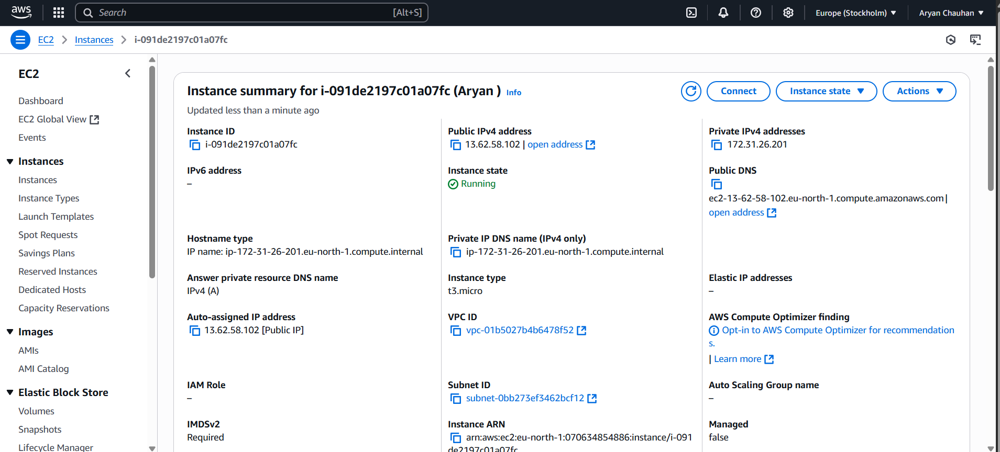 aws
Search [Alt+S]
Europe (Stockholm)
Aryan Chauhan
EC2 > Instances > i-091de2197c01a07fc
EC2
Dashboard
EC2 Global View
Events
Instances
Instances
Instance Types
Launch Templates
Spot Requests
Savings Plans
Reserved Instances
Dedicated Hosts
Capacity Reservations
Images
AMIs
AMI Catalog
Elastic Block Store
Volumes
Snapshots
Lifecycle Manager
Instance summary for i-091de2197c01a07fc (Aryan ) Info
Connect
Instance state
Actions
Updated less than a minute ago
Instance ID
i-091de2197c01a07fc
Public IPv4 address
13.62.58.102 | open address
Private IPv4 addresses
172.31.26.201
IPv6 address
–
Instance state
Running
Public DNS
ec2-13-62-58-102.eu-north-1.compute.amazonaws.com |
open address
Hostname type
IP name: ip-172-31-26-201.eu-north-1.compute.internal
Private IP DNS name (IPv4 only)
ip-172-31-26-201.eu-north-1.compute.internal
Answer private resource DNS name
IPv4 (A)
Instance type
t3.micro
Elastic IP addresses
–
Auto-assigned IP address
13.62.58.102 [Public IP]
VPC ID
vpc-01b5027b4b6478f52
AWS Compute Optimizer finding
Opt-in to AWS Compute Optimizer for recommendation
s.
| Learn more
IAM Role
–
Subnet ID
subnet-0bb273ef3462bcf12
Auto Scaling Group name
–
IMDSv2
Required
Instance ARN
arn:aws:ec2:eu-north-1:070634854886:instance/i-091
de2197c01a07fc
Managed
false